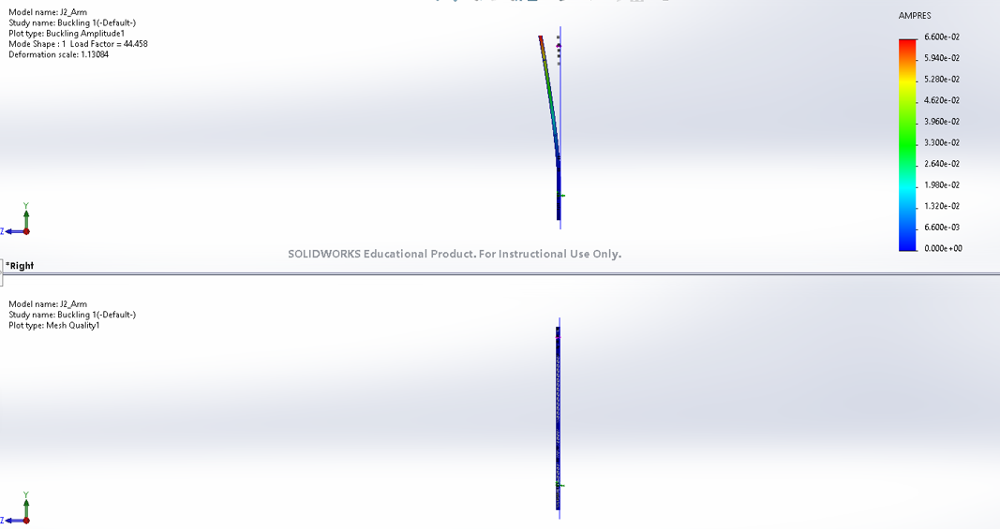 Model name: J2_Arm
Study name: Buckling 1(-Default-)
Plot type: Buckling Amplitude1
Mode Shape : 1  Load Factor = 44.458
Deformation scale: 1.13084
AMPRES
6.600e-02
5.940e-02
5.280e-02
4.620e-02
3.960e-02
3.300e-02
2.640e-02
1.980e-02
1.320e-02
6.600e-03
0.000e+00
Y
Z
SOLIDWORKS Educational Product. For Instructional Use Only.
*Right
Model name: J2_Arm
Study name: Buckling 1(-Default-)
Plot type: Mesh Quality1
Y
Z